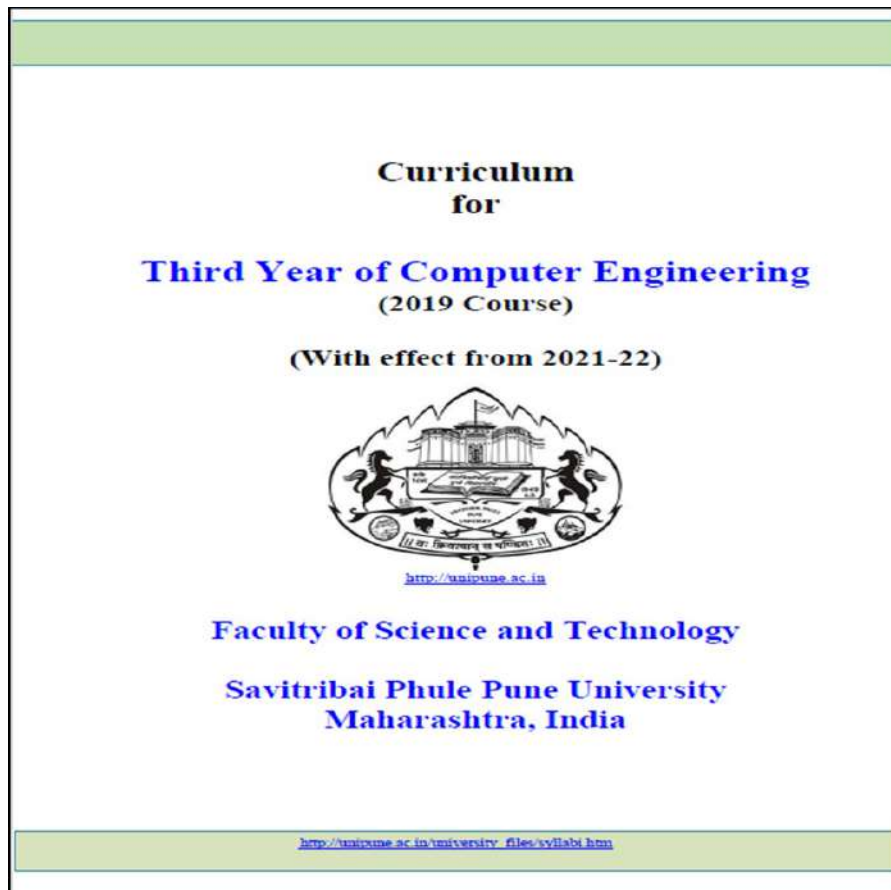 Curriculum
for
Third Year of Computer Engineering
(2019 Course)
(With effect from 2021-22)
यः क्रियावान् स पण्डितः
http://unipune.ac.in
Faculty of Science and Technology
Savitribai Phule Pune University
Maharashtra, India
http://unipune.ac.in/university_files/syllabi.htm